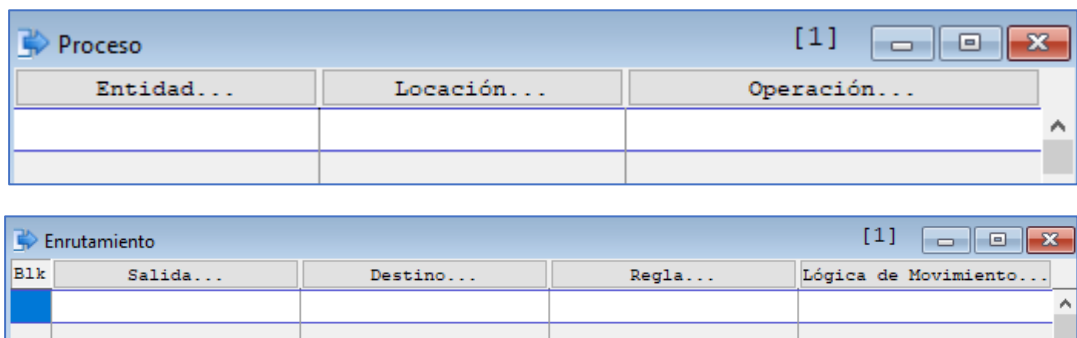 Proceso [1]
Entidad... Locación... Operación...
Enrutamiento [1]
Blk Salida... Destino... Regla... Lógica de Movimiento...